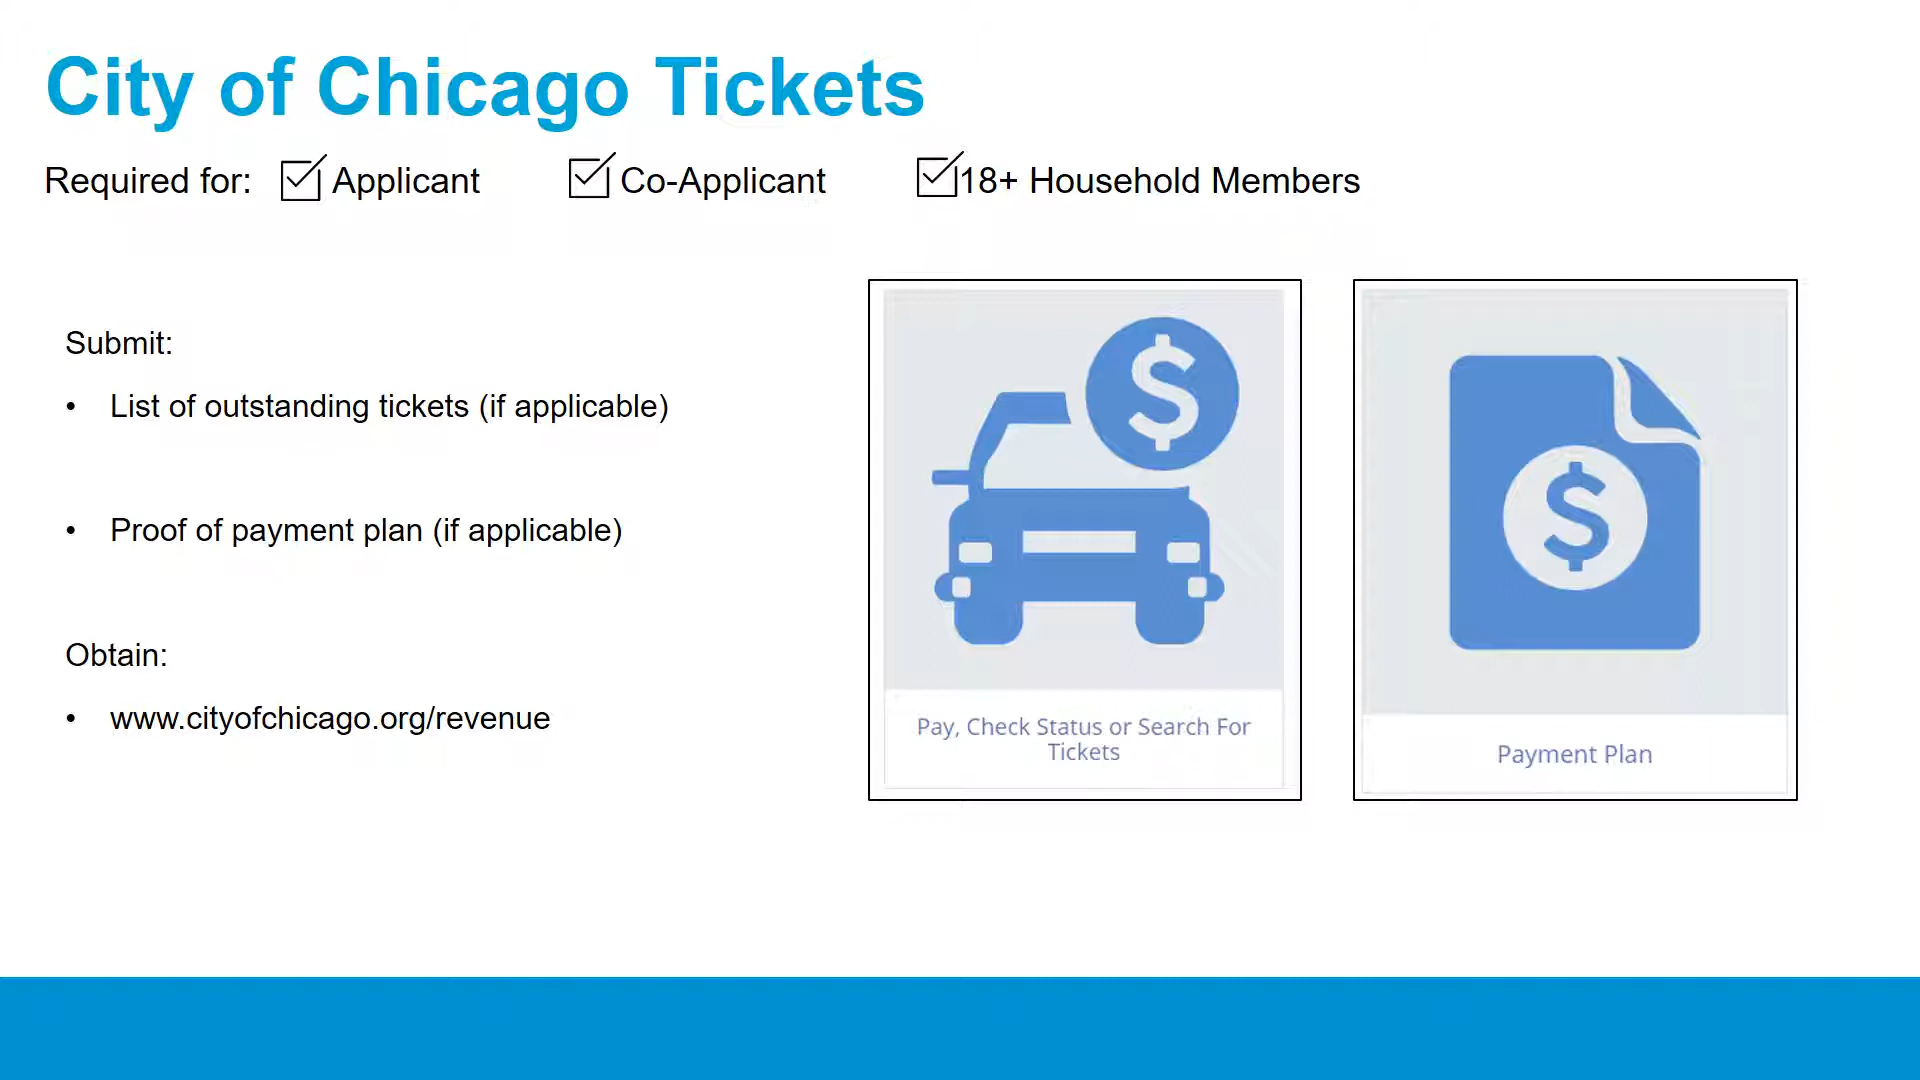 City of Chicago Tickets
Required for: Applicant Co-Applicant 18+ Household Members
Submit:
• List of outstanding tickets (if applicable)
• Proof of payment plan (if applicable)
Obtain:
• www.cityofchicago.org/revenue
$
Pay, Check Status or Search For
Tickets
$
Payment Plan